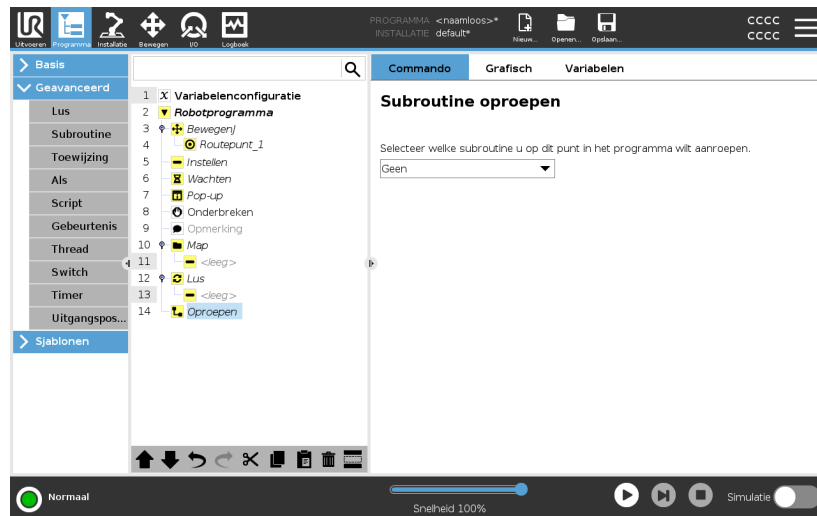 UR
PROGRAMMA <naamloos>*
INSTALLATIE default*
Uitvoeren Programma Installatie Bewegen I/O Logboek
Nieuw... Openen... Opslaan...
CCCC
CCCC
Basis
Geavanceerd
Lus
Subroutine
Toewijzing
Als
Script
Gebeurtenis
Thread
Switch
Timer
Uitgangspos...
Sjablonen
1 X Variabelenconfiguratie
2 Robotprogramma
3 BewegenJ
4 Routepunt_1
5 Instellen
6 Wachten
7 Pop-up
8 Onderbreken
9 Opmerking
10 Map
11 <leeg>
12 Lus
13 <leeg>
14 Oproepen
Commando Grafisch Variabelen
Subroutine oproepen
Selecteer welke subroutine u op dit punt in het programma wilt aanroepen.
Geen
Normaal
Snelheid 100%
Simulatie